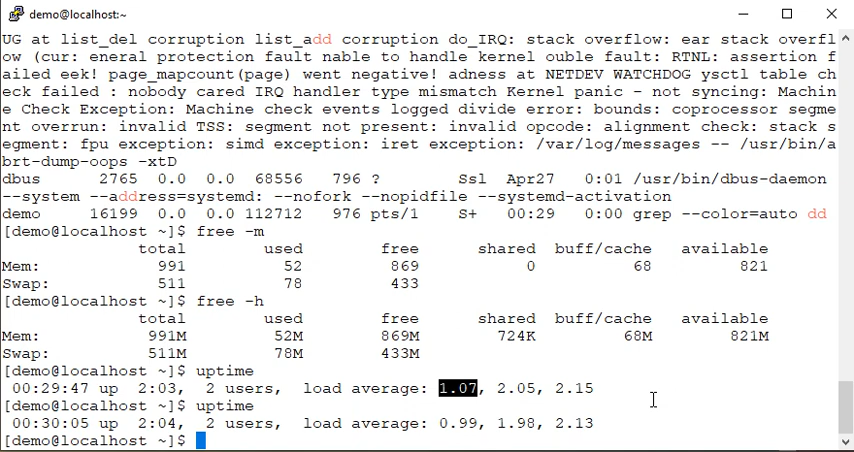 demo@localhost:~
UG at list_del corruption list_add corruption do_IRQ: stack overflow: ear stack overfl
ow (cur: eneral protection fault nable to handle kernel ouble fault: RTNL: assertion f
ailed eek! page_mapcount(page) went negative! adness at NETDEV WATCHDOG ysctl table ch
eck failed : nobody cared IRQ handler type mismatch Kernel panic - not syncing: Machin
e Check Exception: Machine check events logged divide error: bounds: coprocessor segme
nt overrun: invalid TSS: segment not present: invalid opcode: alignment check: stack s
egment: fpu exception: simd exception: iret exception: /var/log/messages -- /usr/bin/a
brt-dump-oops -xtD
dbus      2765  0.0  0.0  68556   796 ?        Ssl  Apr27   0:01 /usr/bin/dbus-daemon
--system --address=systemd: --nofork --nopidfile --systemd-activation
demo     16199  0.0  0.0 112712   976 pts/1    S+   00:29   0:00 grep --color=auto dd
[demo@localhost ~]$ free -m
total        used        free      shared  buff/cache   available
Mem:            991          52         869           0          68         821
Swap:           511          78         433
[demo@localhost ~]$ free -h
total        used        free      shared  buff/cache   available
Mem:           991M         52M        869M        724K         68M        821M
Swap:          511M         78M        433M
[demo@localhost ~]$ uptime
00:29:47 up  2:03,  2 users,  load average: 1.07, 2.05, 2.15
[demo@localhost ~]$ uptime
00:30:05 up  2:04,  2 users,  load average: 0.99, 1.98, 2.13
[demo@localhost ~]$